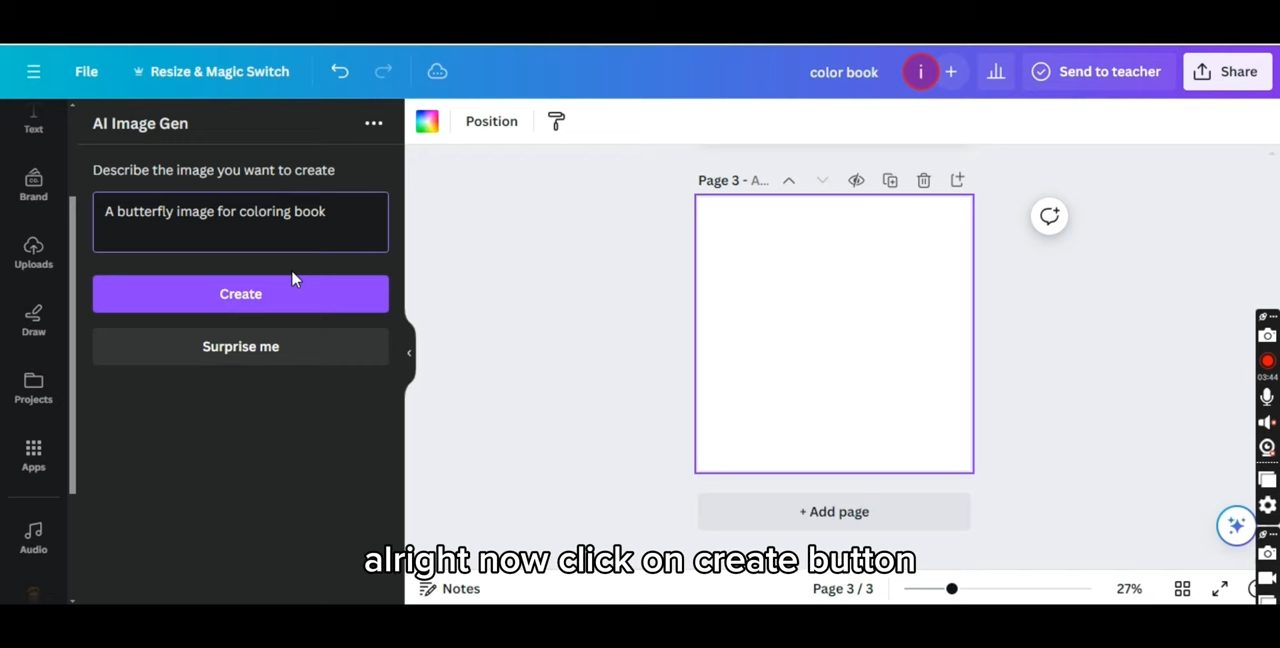 File
Resize & Magic Switch
color book
i
+
Send to teacher
Share
Text
Brand
Uploads
Draw
Projects
Apps
Audio
AI Image Gen
Describe the image you want to create
A butterfly image for coloring book
Create
Surprise me
Position
Page 3 - A...
+ Add page
03:44
alright now click on create button
Notes
Page 3 / 3
27%